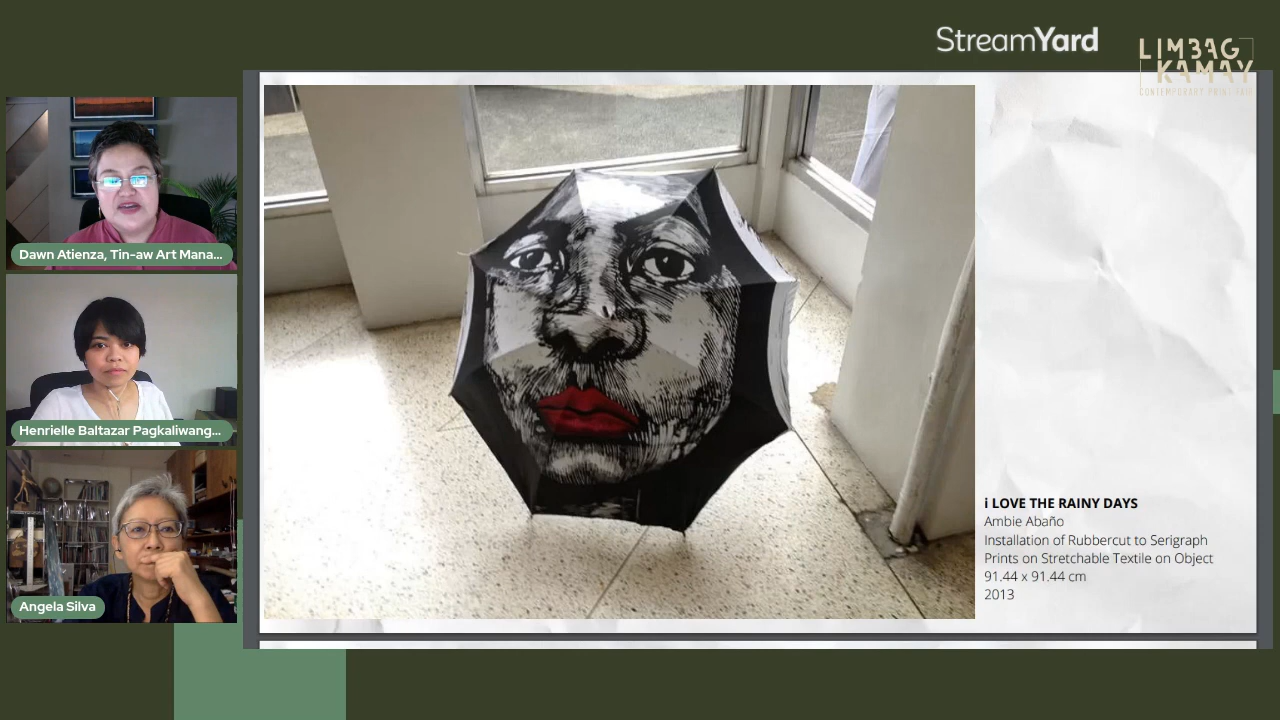 StreamYard
LIMBAG
KAMAY
CONTEMPORARY PRINT FAIR
Dawn Atienza, Tin-aw Art Mana...
Henrielle Baltazar Pagkaliwang...
Angela Silva
i LOVE THE RAINY DAYS
Ambie Abaño
Installation of Rubbercut to Serigraph
Prints on Stretchable Textile on Object
91.44 x 91.44 cm
2013